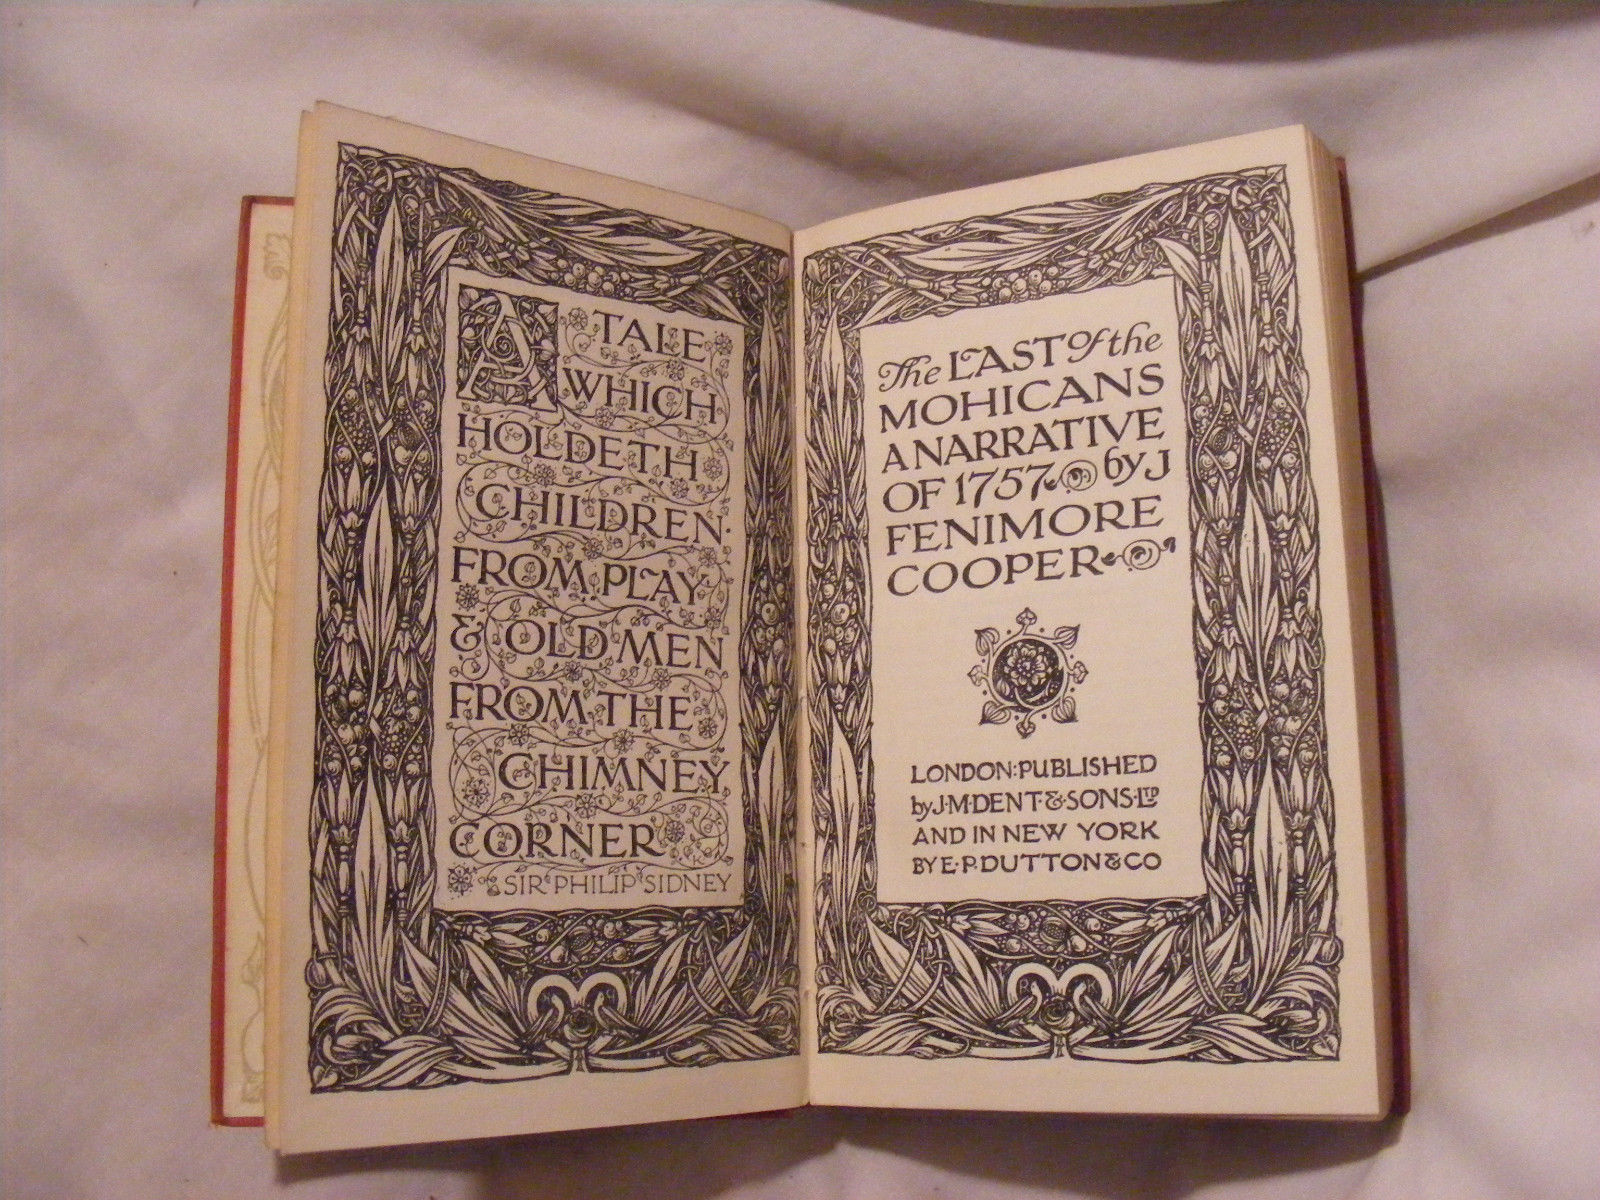 A TALE
WHICH
HOLDETH
CHILDREN
FROM PLAY
& OLD MEN
FROM THE
CHIMNEY
CORNER
SIR PHILIP SIDNEY
The LAST of the
MOHICANS
A NARRATIVE
OF 1757 by J
FENIMORE
COOPER
LONDON: PUBLISHED
by J·M·DENT·&·SONS·LTD
AND IN NEW YORK
BY E·P·DUTTON & CO